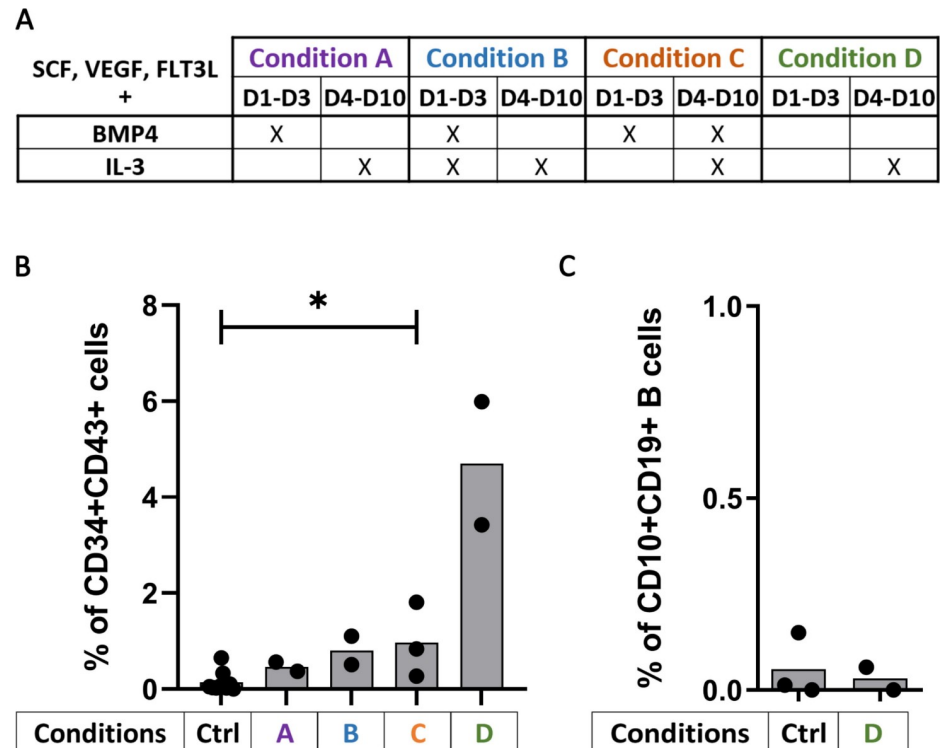 A
SCF, VEGF, FLT3L
+
Condition A Condition B Condition C Condition D
D1-D3 D4-D10 D1-D3 D4-D10 D1-D3 D4-D10 D1-D3 D4-D10
BMP4 X X X X
IL-3 X X X X X
B
% of CD34+CD43+ cells
8
6
4
2
0
*
Conditions Ctrl A B C D
C
% of CD10+CD19+ B cells
1.0
0.5
0.0
Conditions Ctrl D